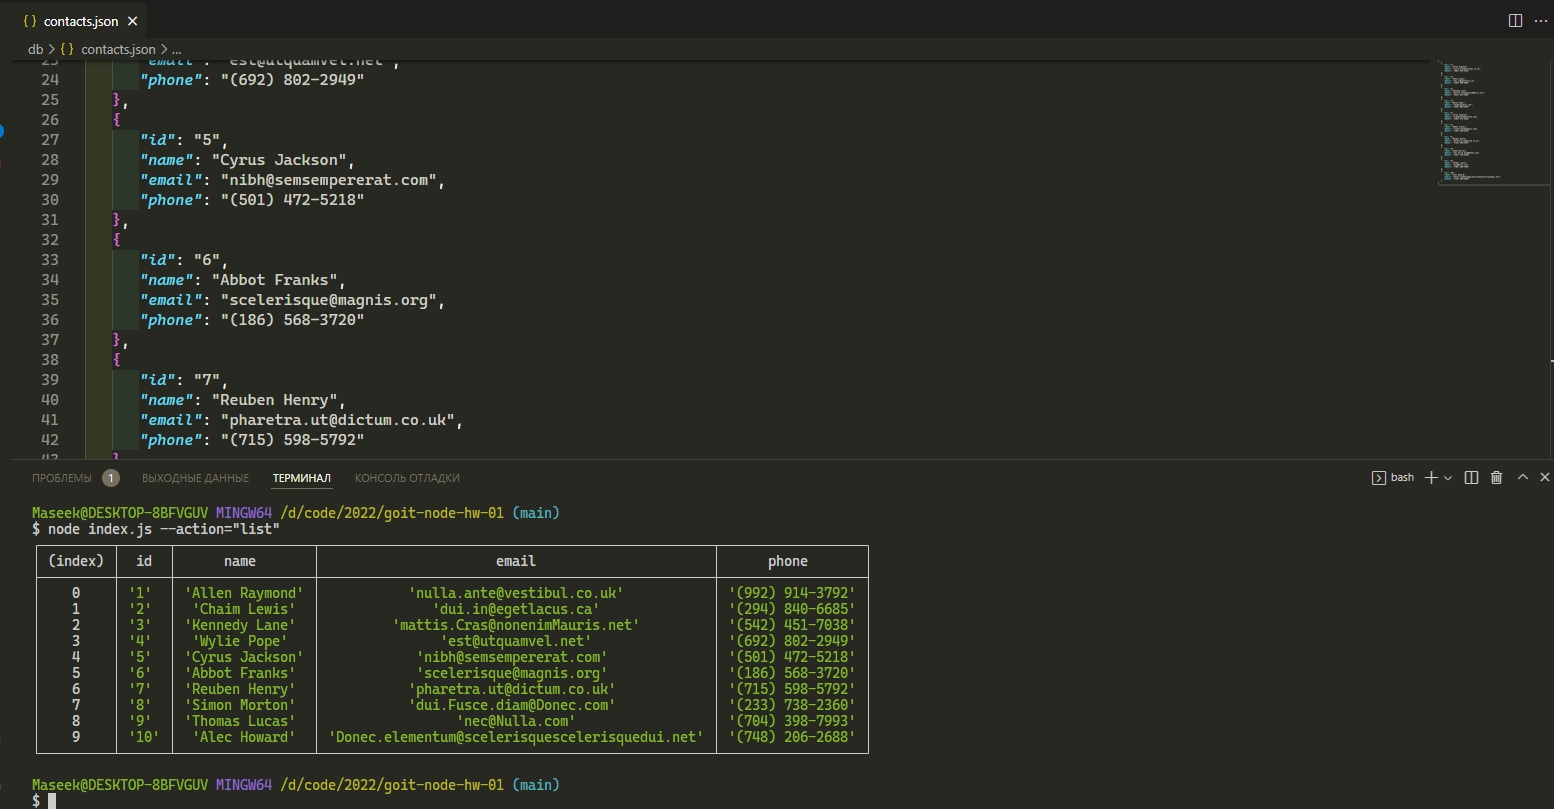 { } contacts.json ×
db > { } contacts.json > ...
23 "email": "est@utquamvel.net",
24 "phone": "(692) 802-2949"
25 },
26 {
27 "id": "5",
28 "name": "Cyrus Jackson",
29 "email": "nibh@semsempererat.com",
30 "phone": "(501) 472-5218"
31 },
32 {
33 "id": "6",
34 "name": "Abbot Franks",
35 "email": "scelerisque@magnis.org",
36 "phone": "(186) 568-3720"
37 },
38 {
39 "id": "7",
40 "name": "Reuben Henry",
41 "email": "pharetra.ut@dictum.co.uk",
42 "phone": "(715) 598-5792"
43 }
ПРОБЛЕМЫ 1 ВЫХОДНЫЕ ДАННЫЕ ТЕРМИНАЛ КОНСОЛЬ ОТЛАДКИ bash
Maseek@DESKTOP-8BFVGUV MINGW64 /d/code/2022/goit-node-hw-01 (main)
$ node index.js --action="list"
(index) id name email phone
0 '1' 'Allen Raymond' 'nulla.ante@vestibul.co.uk' '(992) 914-3792'
1 '2' 'Chaim Lewis' 'dui.in@egetlacus.ca' '(294) 840-6685'
2 '3' 'Kennedy Lane' 'mattis.Cras@nonenimMauris.net' '(542) 451-7038'
3 '4' 'Wylie Pope' 'est@utquamvel.net' '(692) 802-2949'
4 '5' 'Cyrus Jackson' 'nibh@semsempererat.com' '(501) 472-5218'
5 '6' 'Abbot Franks' 'scelerisque@magnis.org' '(186) 568-3720'
6 '7' 'Reuben Henry' 'pharetra.ut@dictum.co.uk' '(715) 598-5792'
7 '8' 'Simon Morton' 'dui.Fusce.diam@Donec.com' '(233) 738-2360'
8 '9' 'Thomas Lucas' 'nec@Nulla.com' '(704) 398-7993'
9 '10' 'Alec Howard' 'Donec.elementum@scelerisquescelerisquedui.net' '(748) 206-2688'
Maseek@DESKTOP-8BFVGUV MINGW64 /d/code/2022/goit-node-hw-01 (main)
$